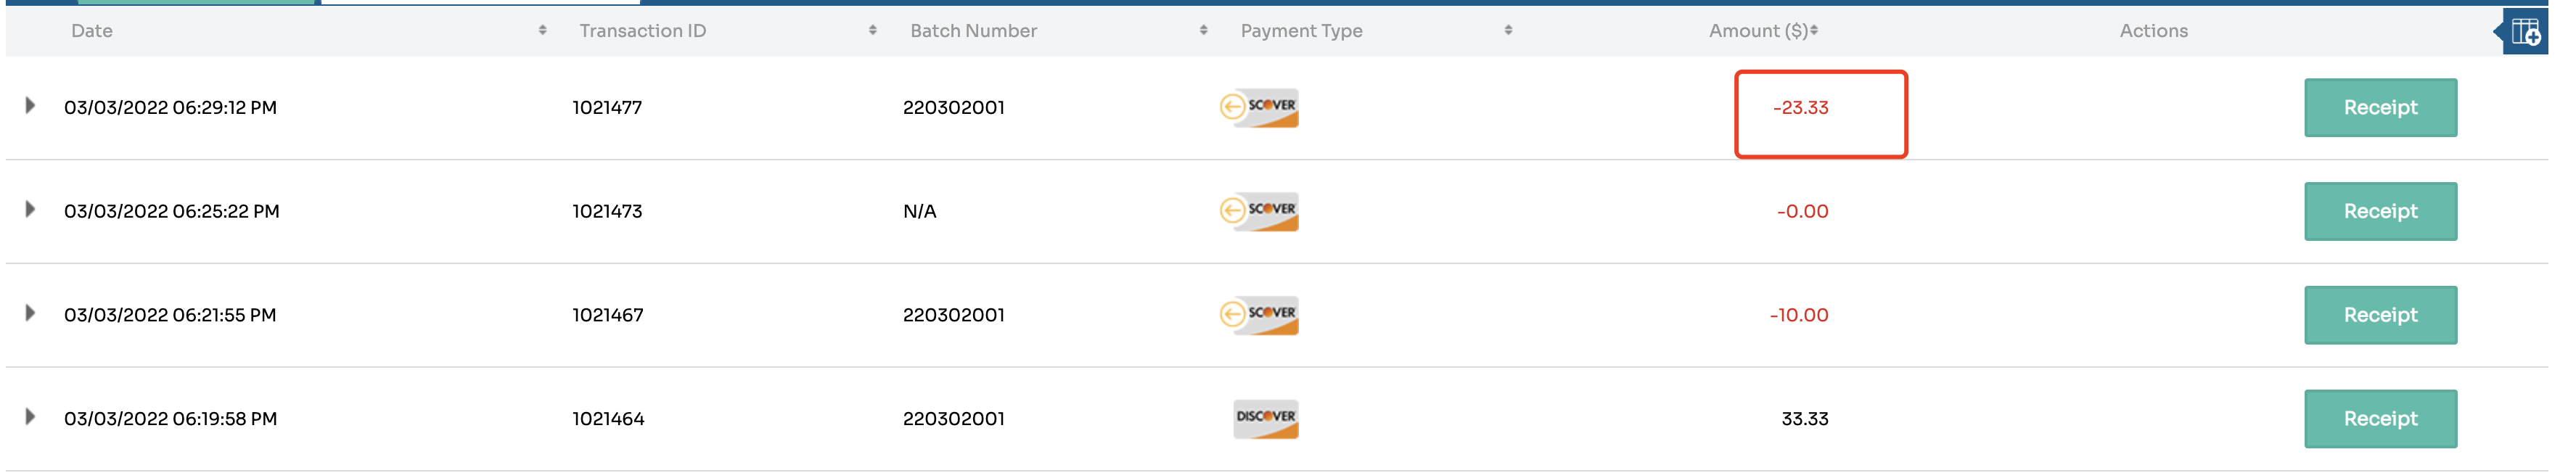 Date Transaction ID Batch Number Payment Type Amount ($) Actions
03/03/2022 06:29:12 PM 1021477 220302001 SCOVER -23.33 Receipt
03/03/2022 06:25:22 PM 1021473 N/A SCOVER -0.00 Receipt
03/03/2022 06:21:55 PM 1021467 220302001 SCOVER -10.00 Receipt
03/03/2022 06:19:58 PM 1021464 220302001 DISCOVER 33.33 Receipt